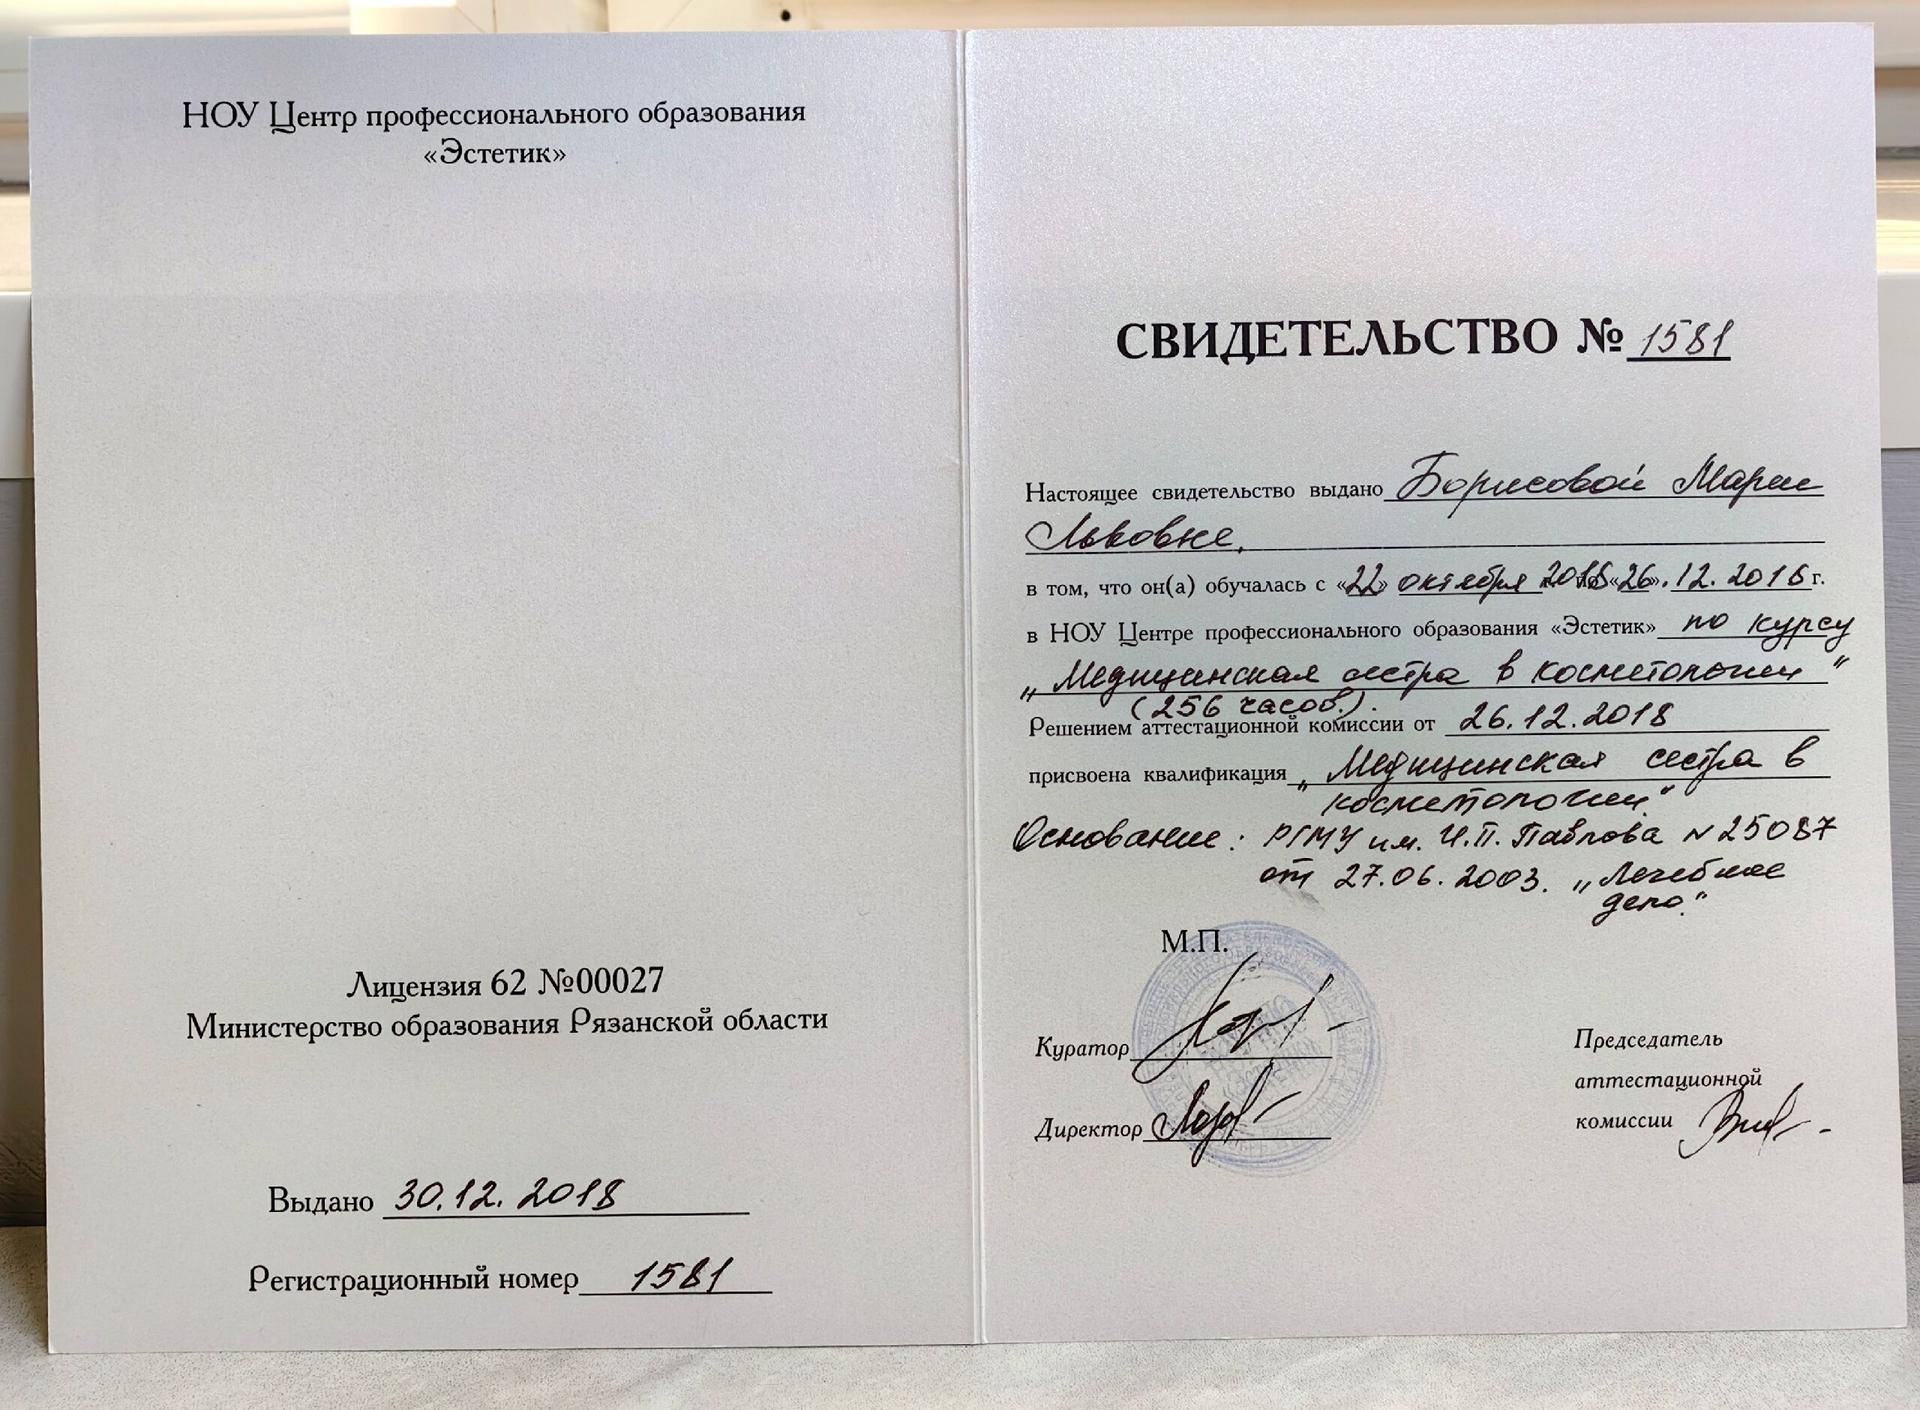 НОУ Центр профессионального образования
«Эстетик»
Лицензия 62 №00027
Министерство образования Рязанской области
Выдано 30.12.2018
Регистрационный номер 1581
СВИДЕТЕЛЬСТВО № 1581
Настоящее свидетельство выдано Борисовой Марии
Львовне,
в том, что он(а) обучалась с «22» октября по «26». 12. г.
в НОУ Центре профессионального образования «Эстетик» по курсу
„Медицинская сестра в косметологии“
(256 часов).
Решением аттестационной комиссии от 26.12.2018
присвоена квалификация „Медицинская сестра в
косметологии“
Основание: РГМУ им. И.П. Павлова № 25087
от 27.06.2003. „Лечебное
дело.“
М.П.
Куратор
Директор
Председатель
аттестационной
комиссии